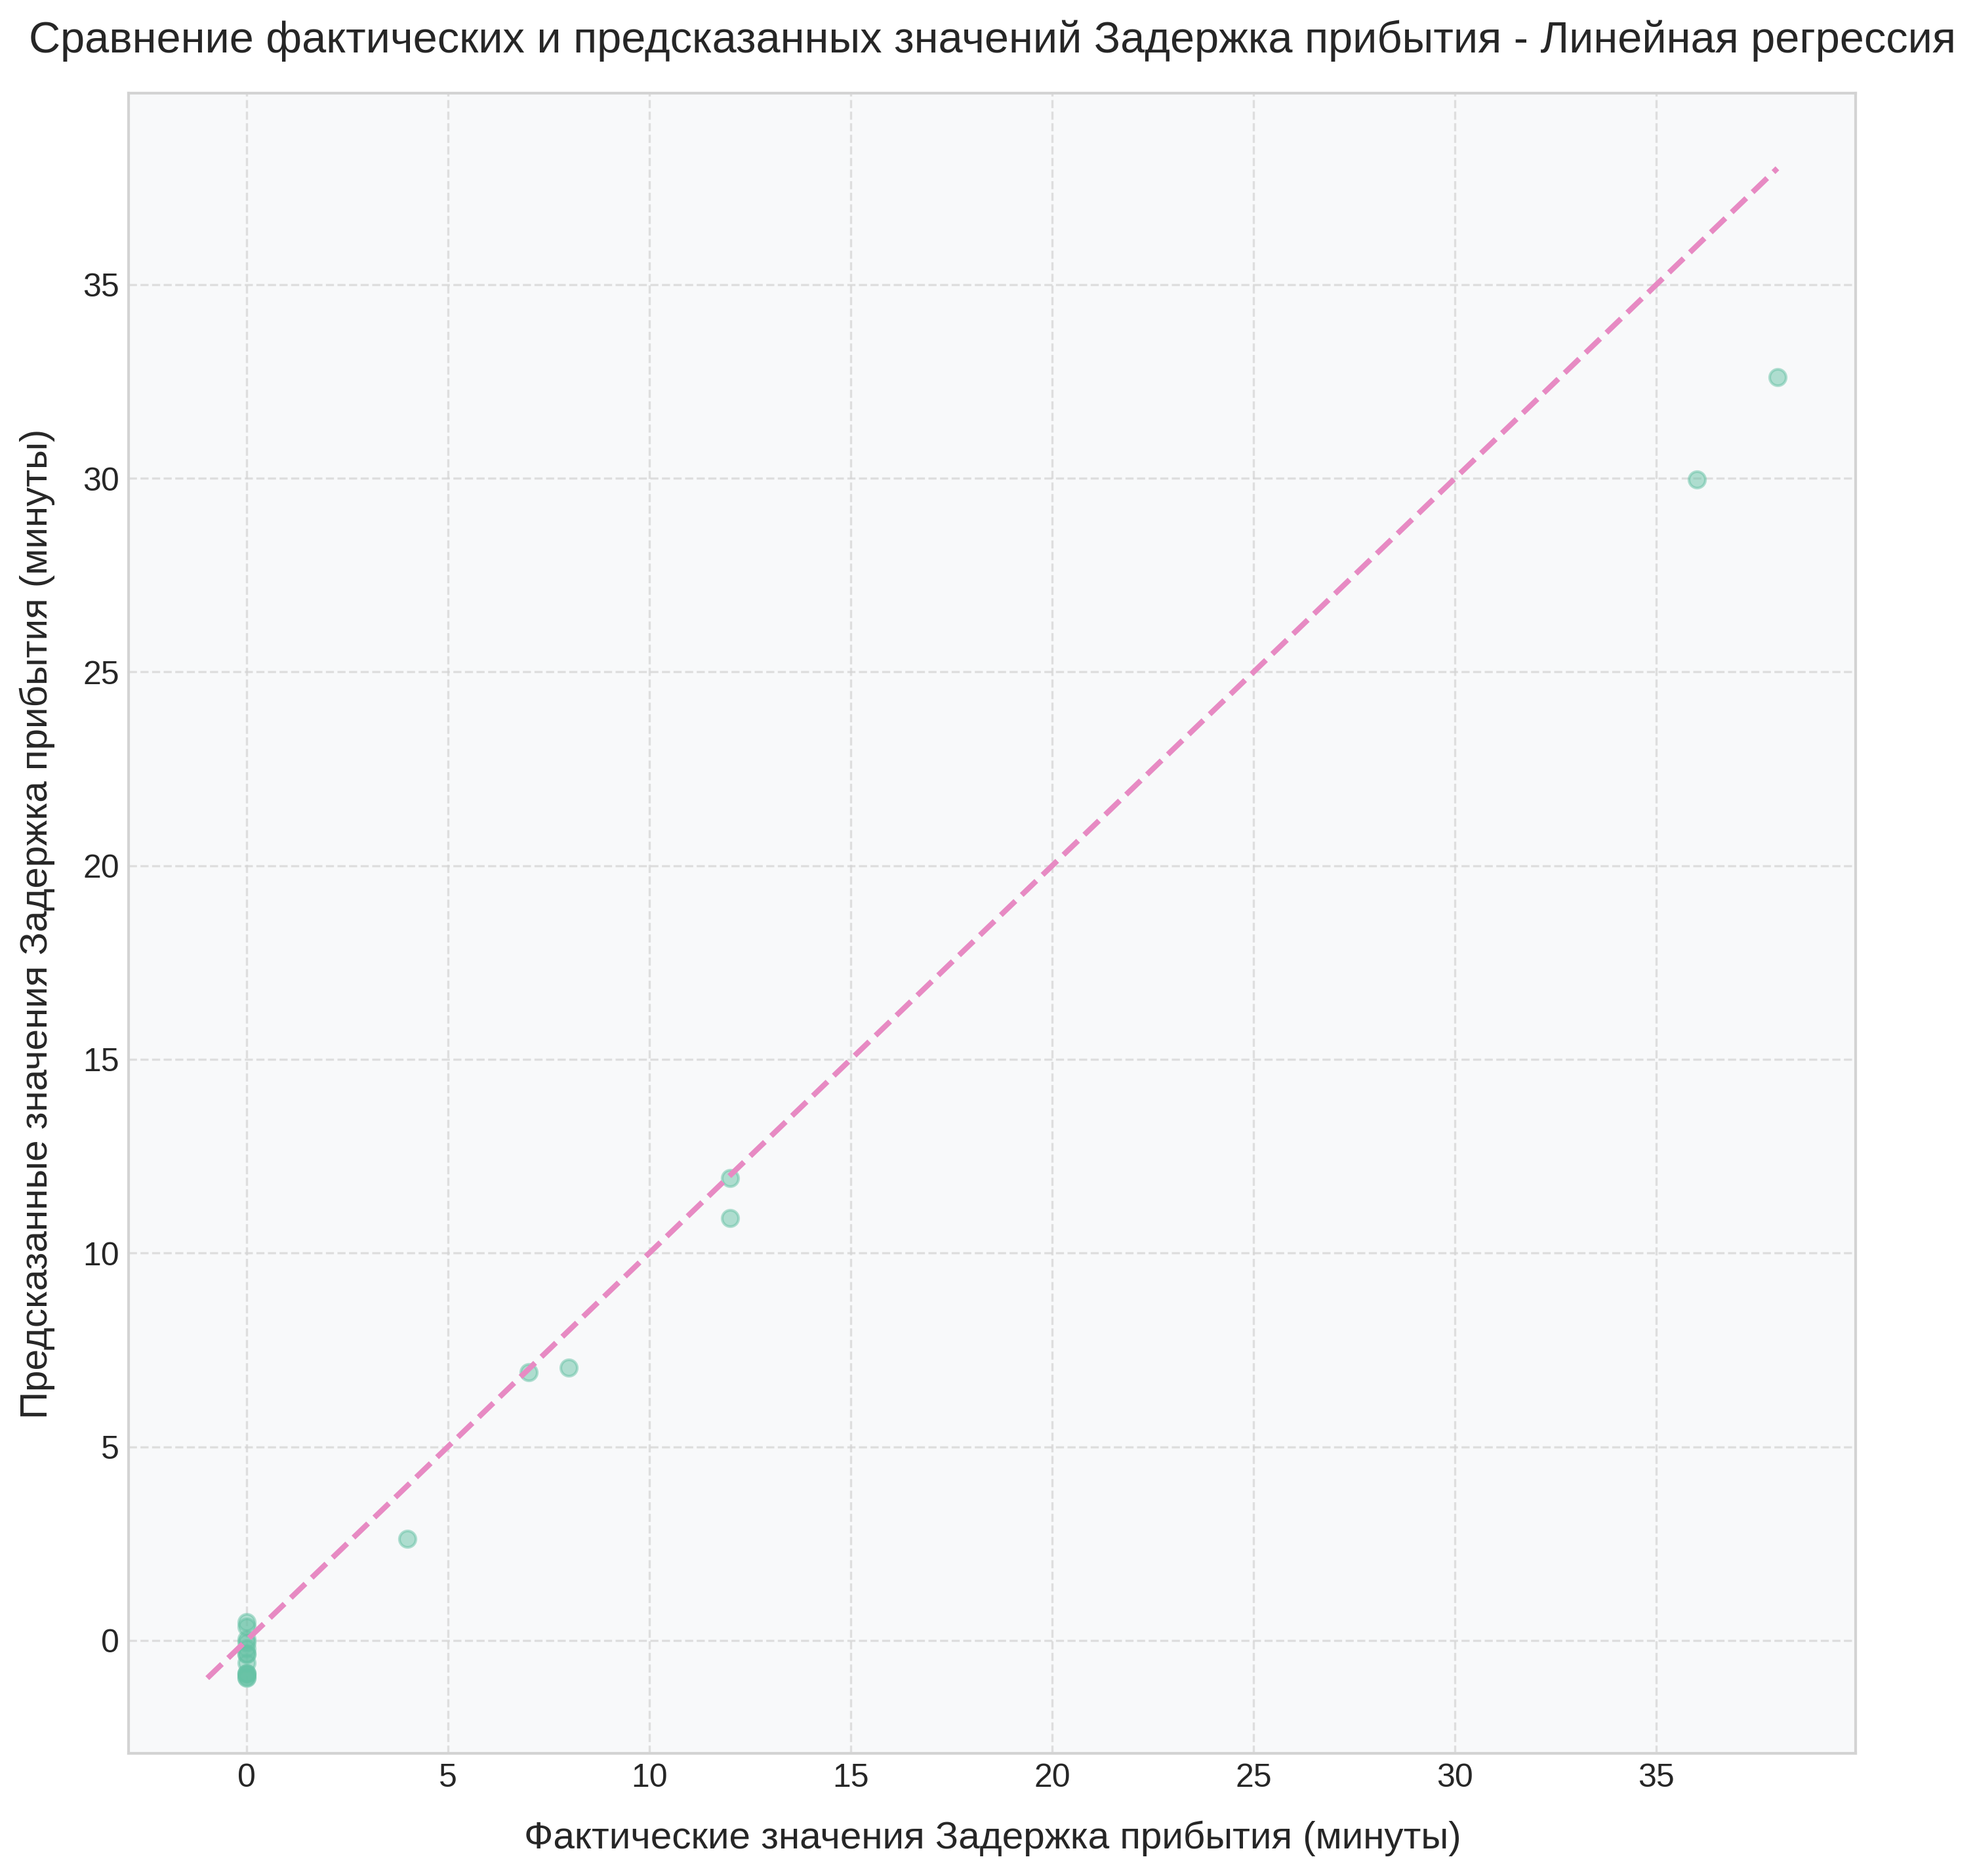 Сравнение фактических и предсказанных значений Задержка прибытия - Линейная регрессия
Предсказанные значения Задержка прибытия (минуты)
35
30
25
20
15
10
5
0
0 5 10 15 20 25 30 35
Фактические значения Задержка прибытия (минуты)